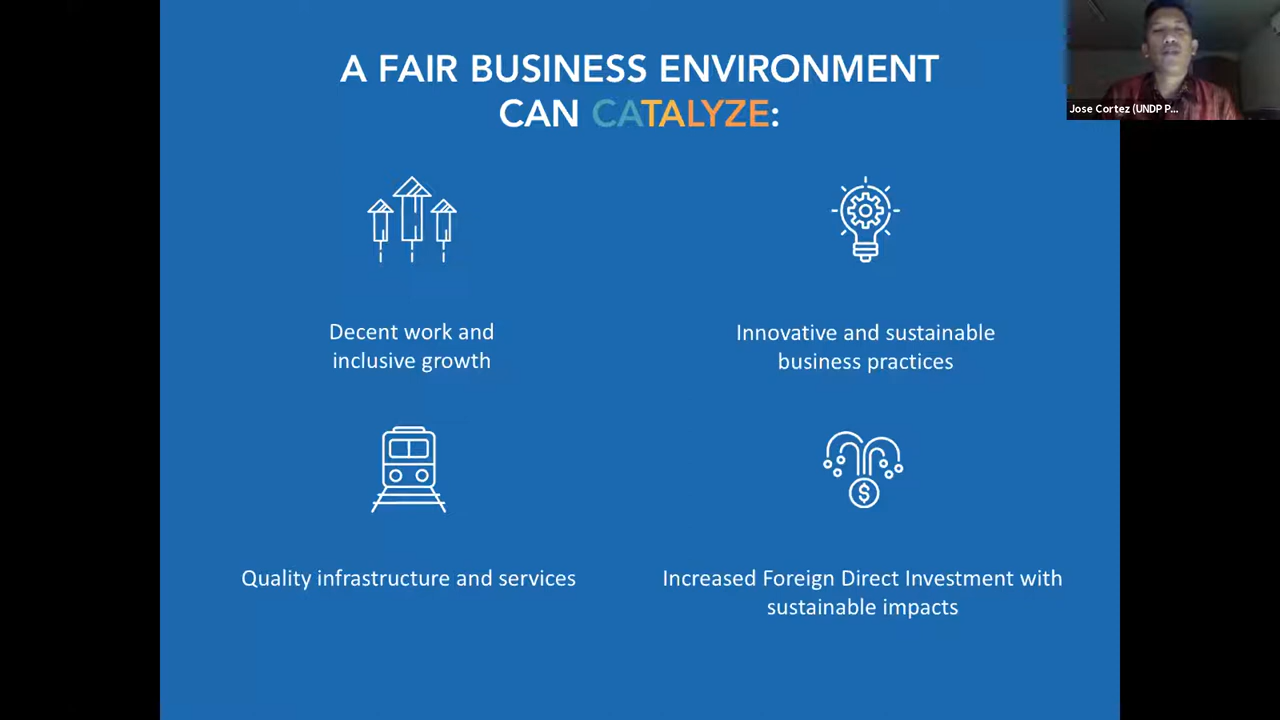 A FAIR BUSINESS ENVIRONMENT
CAN CATALYZE:
Jose Cortez (UNDP P...
Decent work and
inclusive growth
Innovative and sustainable
business practices
Quality infrastructure and services
Increased Foreign Direct Investment with
sustainable impacts
$